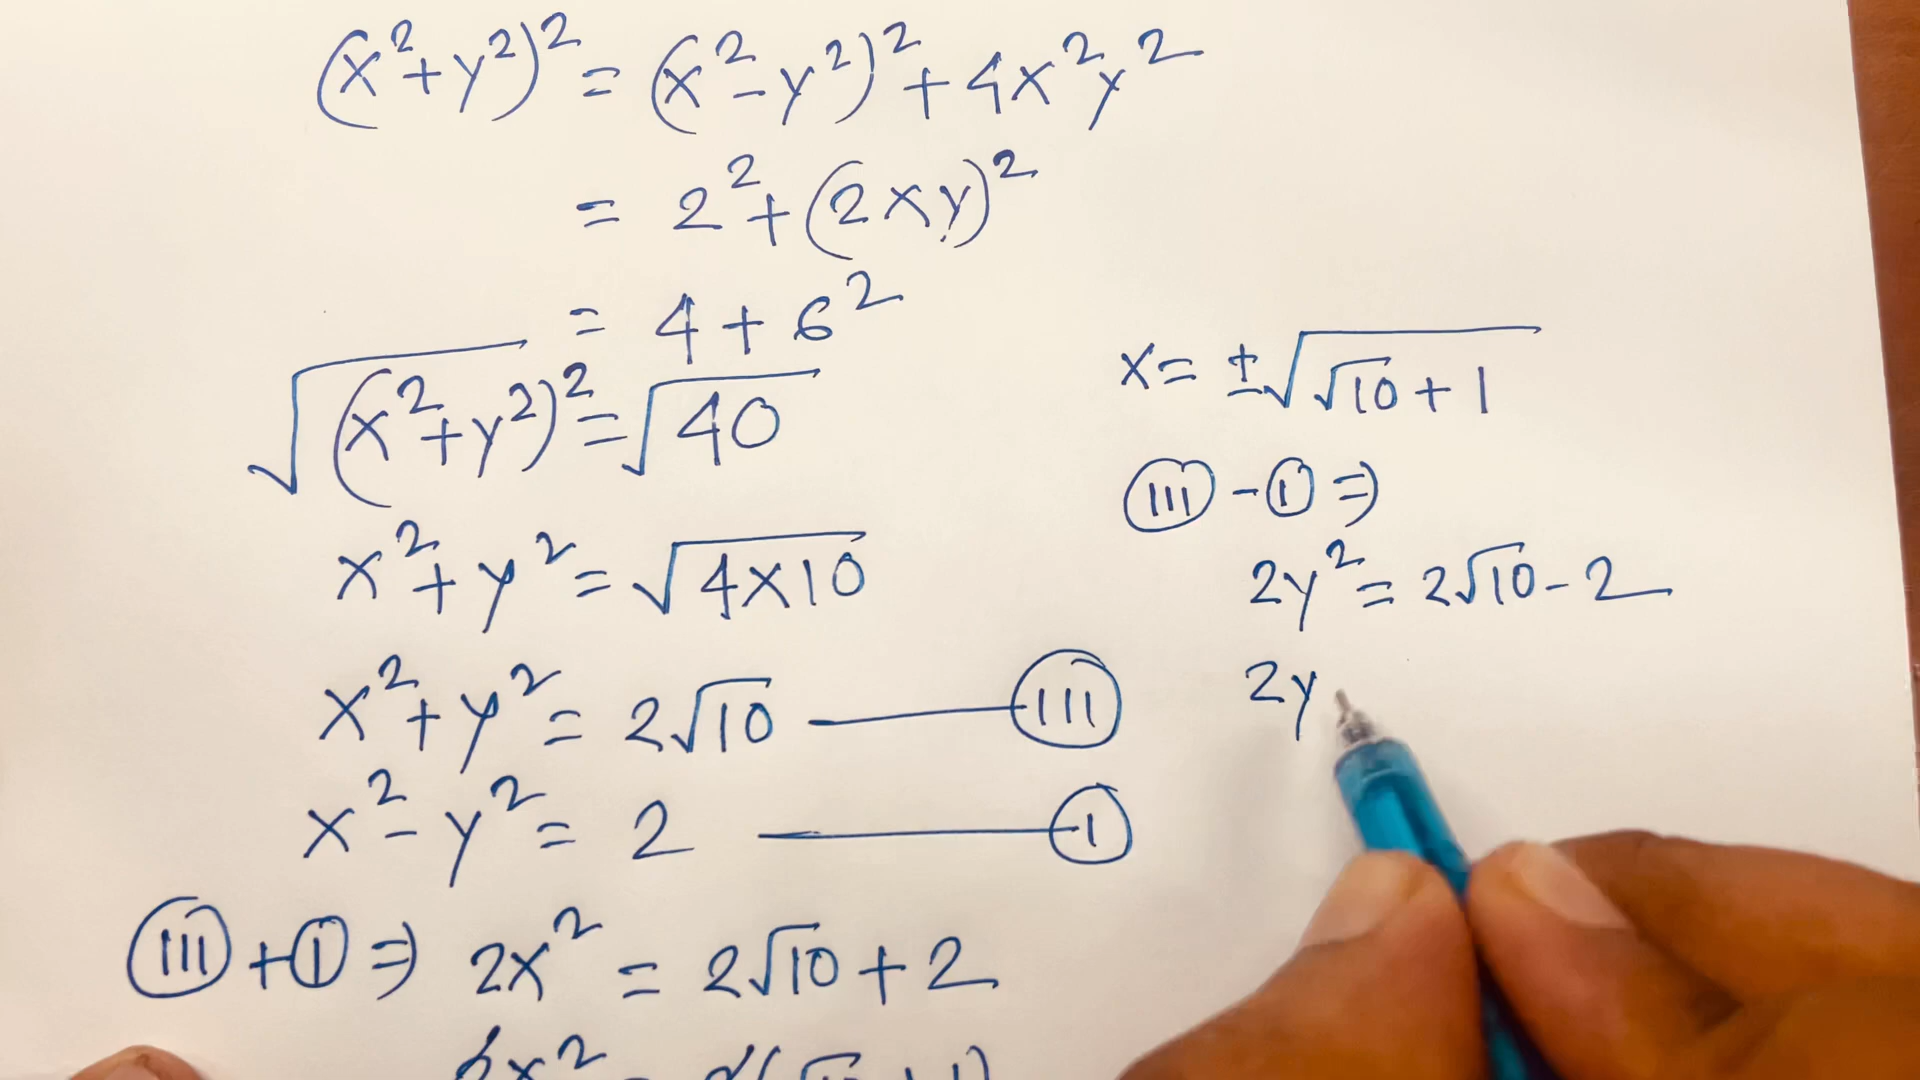 (x²+y²)² = (x²-y²)² + 4x²y²
= 2² + (2xy)²
= 4 + 6²
√(x²+y²)² = √40
x²+y² = √4×10
x²+y² = 2√10 —— III
x²-y² = 2 —— I
III + I ⇒ 2x² = 2√10 + 2
x = ±√√10 + 1
III - I ⇒
2y² = 2√10 - 2
2y